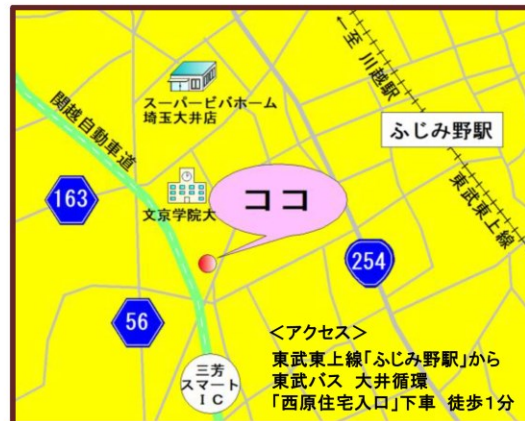 ←至 川越駅
スーパービバホーム
埼玉大井店
関越自動車道
ふじみ野駅
163
文京学院大
ココ
東武東上線
254
56
三芳
スマート
IC
<アクセス>
東武東上線「ふじみ野駅」から
東武バス 大井循環
「西原住宅入口」下車 徒歩1分